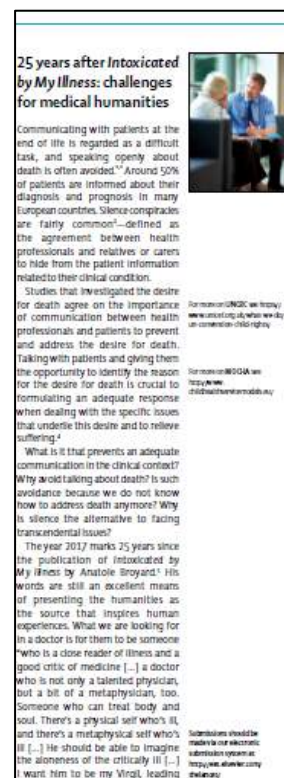 25 years after Intoxicated
by My Illness: challenges
for medical humanities
Communicating with patients at the
end of life is regarded as a difficult
task, and speaking openly about
death is often avoided. Around 50%
of patients are informed about their
diagnosis and prognosis in many
European countries. Silence conspiracies
are fairly common—defined as
the agreement between health
professionals and relatives or carers
to hide from the patient information
related to their clinical condition.
Studies that investigated the desire
for death agree on the importance
of communication between health
professionals and patients to prevent
and address the desire for death.
Talking with patients and giving them
the opportunity to identify the reason
for the desire for death is crucial to
formulating an adequate response
when dealing with the specific issues
that underlie this desire and to relieve
suffering.⁴
What is it that prevents an adequate
communication in the clinical context?
Why avoid talking about death? Is such
avoidance because we do not know
how to address death anymore? Why
is silence the alternative to facing
transcendental issues?
The year 2017 marks 25 years since
the publication of Intoxicated by
My Illness by Anatole Broyard.⁵ His
words are still an excellent means
of presenting the humanities as
the source that inspires human
experiences. What we are looking for
in a doctor is for them to be someone
“who is a close reader of illness and a
good critic of medicine [...] a doctor
who is not only a talented physician,
but a bit of a metaphysician, too.
Someone who can treat body and
soul. There's a physical self who's ill,
and there's a metaphysical self who's
ill [...] He should be able to imagine
the aloneness of the critically ill [...]
I want him to be my Virgil, leading
For more on UNCRC see
For more on MOCHA see
Submissions should be
made via our electronic
submission system at